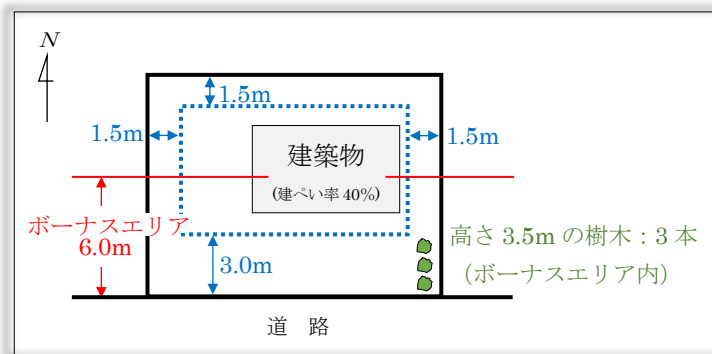 N
1.5m
1.5m
1.5m
建築物
(建ぺい率 40%)
ボーナスエリア
6.0m
3.0m
高さ 3.5m の樹木：3 本
（ボーナスエリア内）
道　路